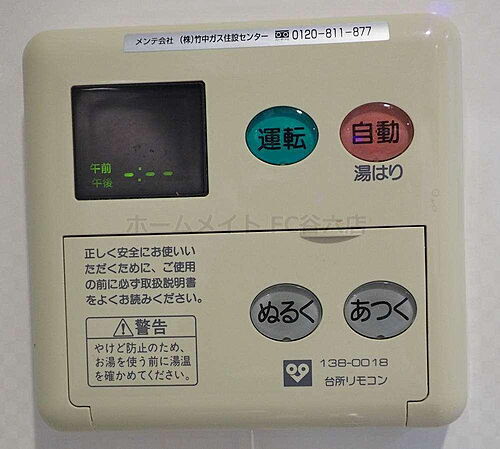 メンテ会社 (株)竹中ガス住設センター 0120-811-877
運転
自動
湯はり
午前
午後
-:--
ホームメイト FC谷六店
正しく安全にお使いい
ただくために、ご使用
の前に必ず取扱説明書
をよくお読みください。
ぬるく
あつく
警告
やけど防止のため、
お湯を使う前に湯温
を確かめてください。
138-0018
台所リモコン